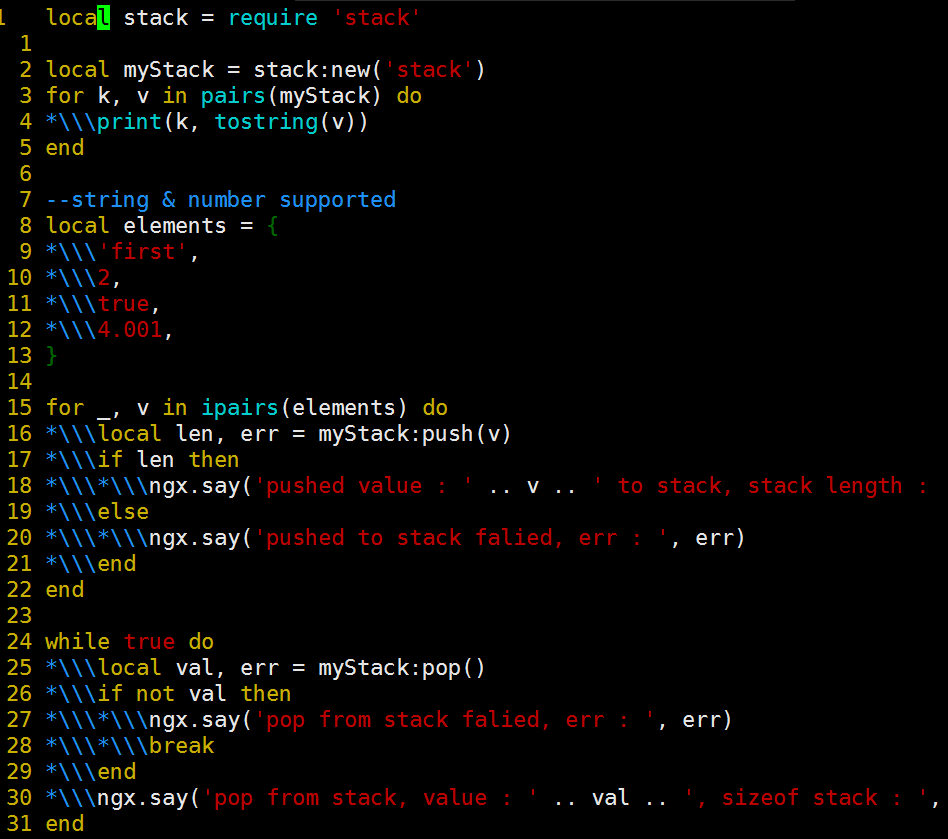 1   local stack = require 'stack'
  1
  2 local myStack = stack:new('stack')
  3 for k, v in pairs(myStack) do
  4 *\\\print(k, tostring(v))
  5 end
  6
  7 --string & number supported
  8 local elements = {
  9 *\\\'first',
 10 *\\\2,
 11 *\\\true,
 12 *\\\4.001,
 13 }
 14
 15 for _, v in ipairs(elements) do
 16 *\\\local len, err = myStack:push(v)
 17 *\\\if len then
 18 *\\\*\\\ngx.say('pushed value : ' .. v .. ' to stack, stack length :
 19 *\\\else
 20 *\\\*\\\ngx.say('pushed to stack falied, err : ', err)
 21 *\\\end
 22 end
 23
 24 while true do
 25 *\\\local val, err = myStack:pop()
 26 *\\\if not val then
 27 *\\\*\\\ngx.say('pop from stack falied, err : ', err)
 28 *\\\*\\\break
 29 *\\\end
 30 *\\\ngx.say('pop from stack, value : ' .. val .. ', sizeof stack : ',
 31 end